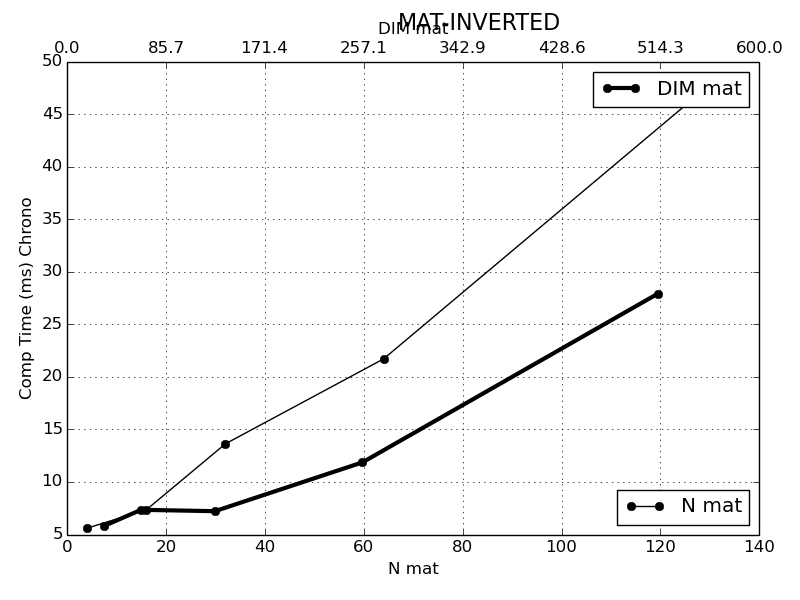 MAT-INVERTED
DIM mat
0.0 85.7 171.4 257.1 342.9 428.6 514.3 600.0
DIM mat
50
45
40
35
30
25
20
15
10
5
Comp Time (ms) Chrono
N mat
0 20 40 60 80 100 120 140
N mat